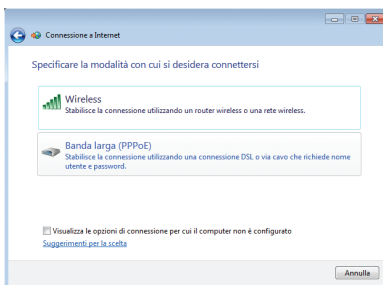 Connessione a Internet
Specificare la modalità con cui si desidera connettersi
Wireless
Stabilisce la connessione utilizzando un router wireless o una rete wireless.
Banda larga (PPPoE)
Stabilisce la connessione utilizzando una connessione DSL o via cavo che richiede nome
utente e password.
Visualizza le opzioni di connessione per cui il computer non è configurato
Suggerimenti per la scelta
Annulla